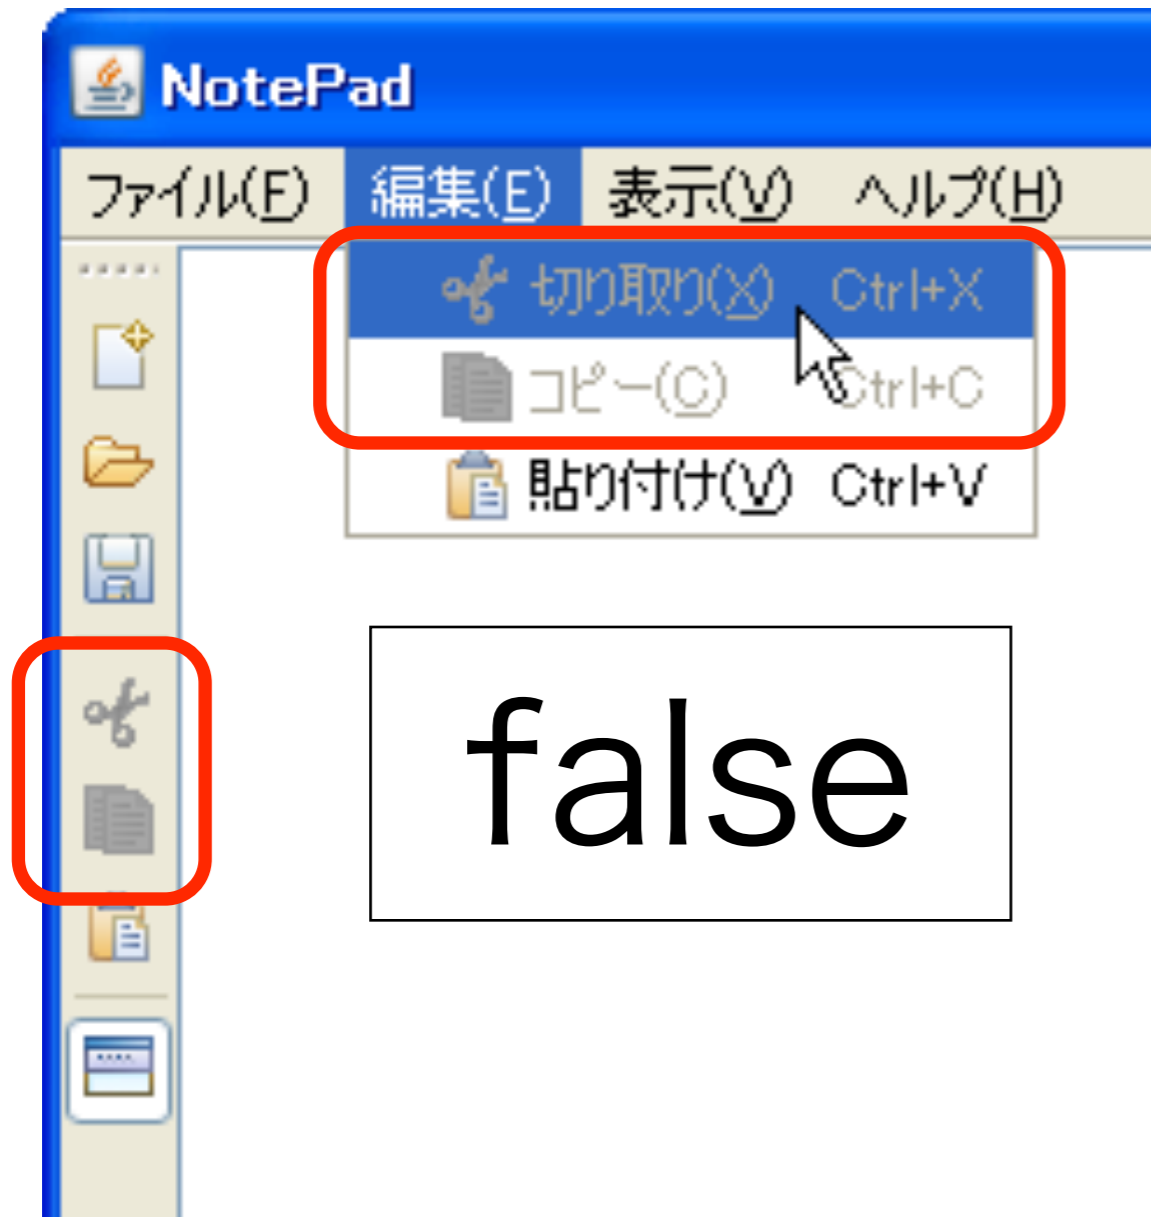 NotePad
ファイル(F) 編集(E) 表示(V) ヘルプ(H)
切り取り(X) Ctrl+X
コピー(C) Ctrl+C
貼り付け(V) Ctrl+V
false